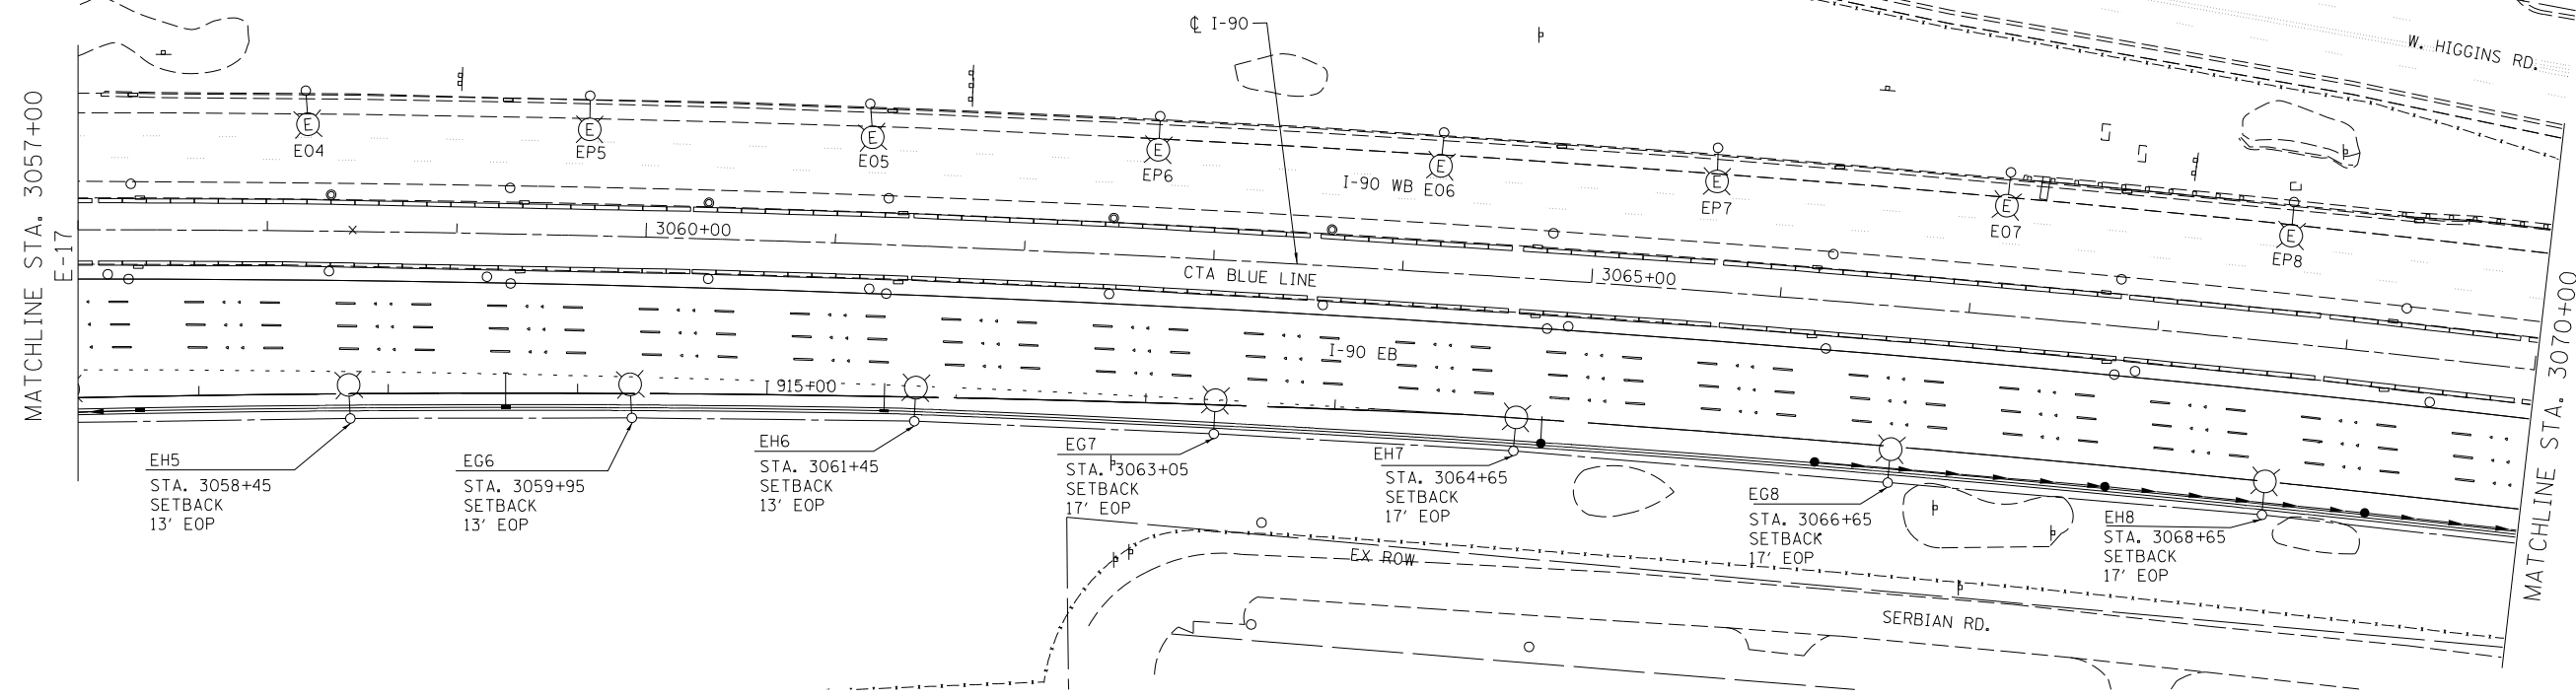 ℄ I-90
W. HIGGINS RD.
MATCHLINE STA. 3057+00
E-17
E
E04
E
EP5
E
E05
E
EP6
E
I-90 WB E06
E
EP7
E
E07
E
EP8
3060+00
CTA BLUE LINE
3065+00
I-90 EB
915+00
MATCHLINE STA. 3070+00
EH5
STA. 3058+45
SETBACK
13' EOP
EG6
STA. 3059+95
SETBACK
13' EOP
EH6
STA. 3061+45
SETBACK
13' EOP
EG7
STA. 3063+05
SETBACK
17' EOP
EH7
STA. 3064+65
SETBACK
17' EOP
EG8
STA. 3066+65
SETBACK
17' EOP
EH8
STA. 3068+65
SETBACK
17' EOP
EX ROW
SERBIAN RD.